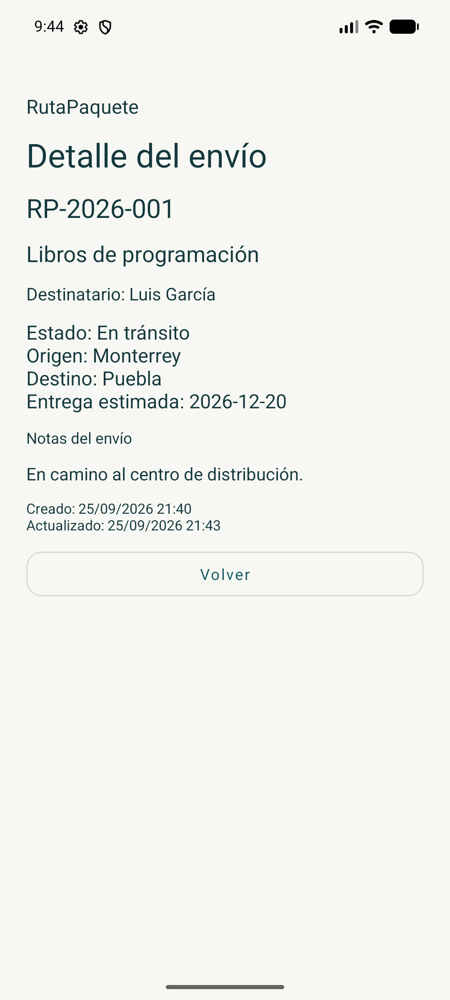 9:44
RutaPaquete
Detalle del envío
RP-2026-001
Libros de programación
Destinatario: Luis García
Estado: En tránsito
Origen: Monterrey
Destino: Puebla
Entrega estimada: 2026-12-20
Notas del envío
En camino al centro de distribución.
Creado: 25/09/2026 21:40
Actualizado: 25/09/2026 21:43
Volver